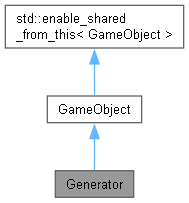 std::enable_shared
_from_this< GameObject >
GameObject
Generator